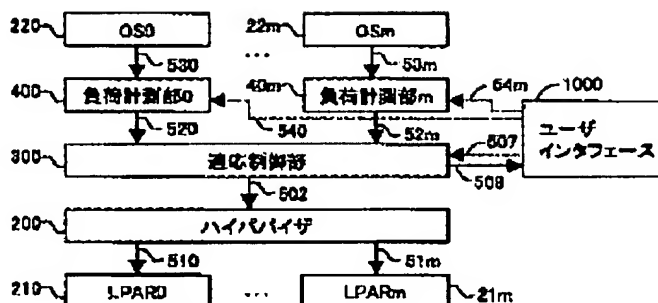 220 OS0 22m OSm
530 ... 53m
400 負荷計測部0 40m 負荷計測部m 54m 1000
520 540 52m ユーザ
インタフェース
300 適応制御部 507
502 508
200 ハイパバイザ
510 51m
210 LPAR0 ... LPARm 21m